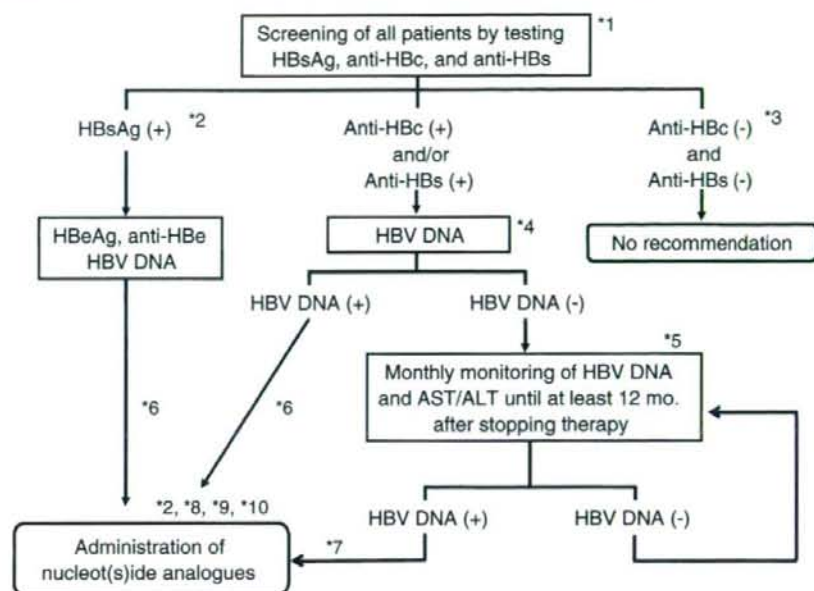 Screening of all patients by testing
HBsAg, anti-HBc, and anti-HBs
*1
HBsAg (+)
*2
Anti-HBc (+)
and/or
Anti-HBs (+)
Anti-HBc (-)
and
Anti-HBs (-)
*3
HBeAg, anti-HBe
HBV DNA
HBV DNA
*4
No recommendation
HBV DNA (+)
HBV DNA (-)
*5
Monthly monitoring of HBV DNA
and AST/ALT until at least 12 mo.
after stopping therapy
*6
*6
*2, *8, *9, *10
HBV DNA (+)
HBV DNA (-)
Administration of
nucleot(s)ide analogues
*7